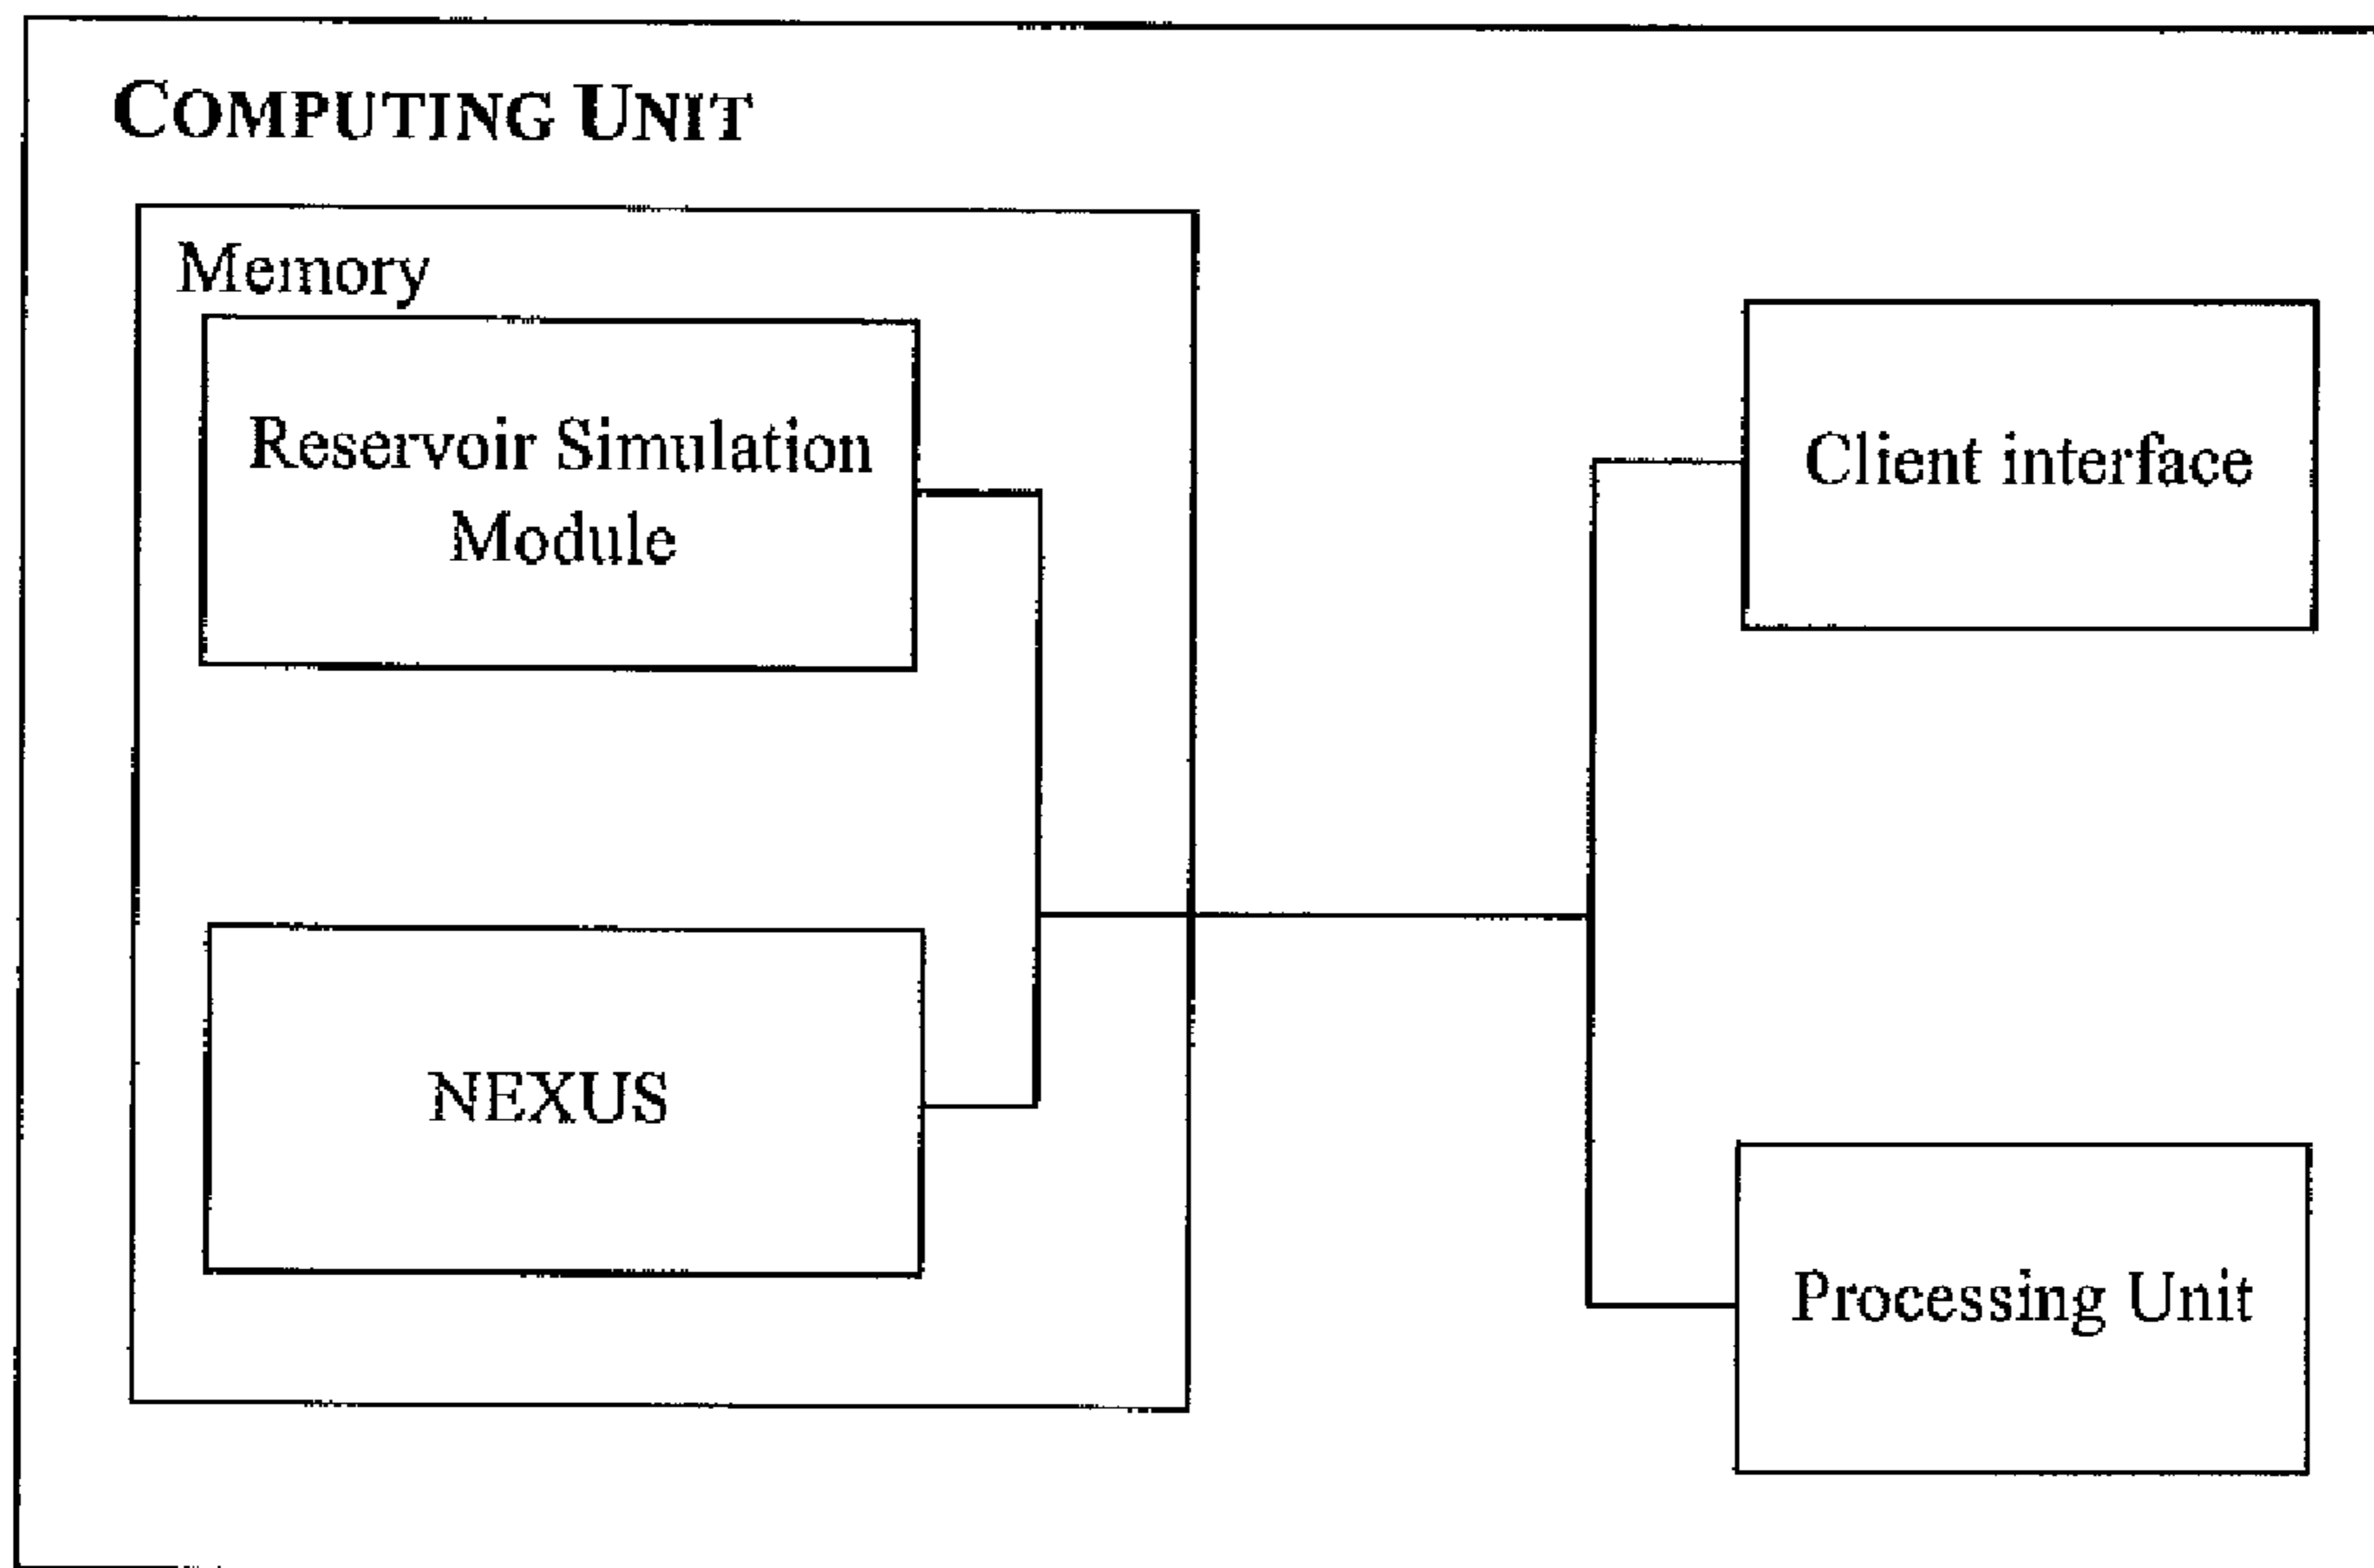 COMPUTING UNIT
Memory
Reservoir Simulation
Module
Client interface
NEXUS
Processing Unit